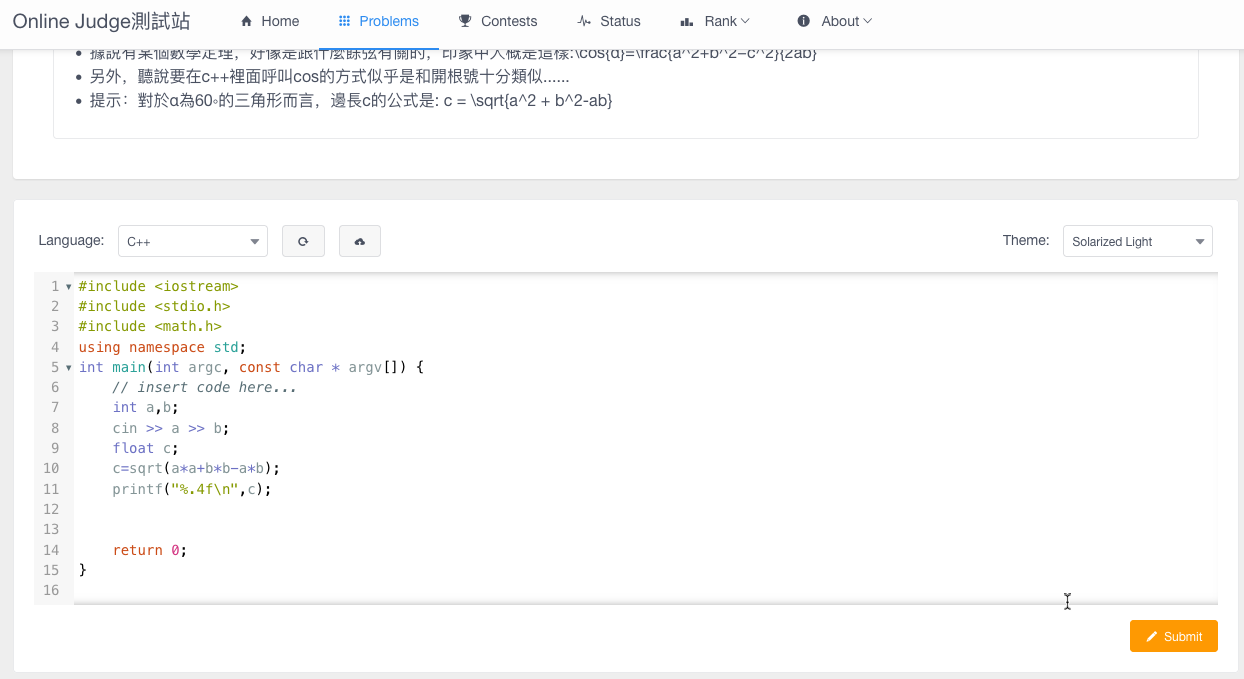 Online Judge測試站 Home Problems Contests Status Rank About
據說有某個數學定理，好像是跟什麼餘弦有關的，印象中大概是這樣:\cos{α}=\frac{a^2+b^2−c^2}{2ab}
另外，聽說要在c++裡面呼叫cos的方式似乎是和開根號十分類似......
提示：對於α為60◦的三角形而言，邊長c的公式是: c = \sqrt{a^2 + b^2-ab}
Language: C++ Theme: Solarized Light
1 #include <iostream>
2 #include <stdio.h>
3 #include <math.h>
4 using namespace std;
5 int main(int argc, const char * argv[]) {
6 // insert code here...
7 int a,b;
8 cin >> a >> b;
9 float c;
10 c=sqrt(a*a+b*b-a*b);
11 printf("%.4f\n",c);
12
13
14 return 0;
15 }
16
Submit